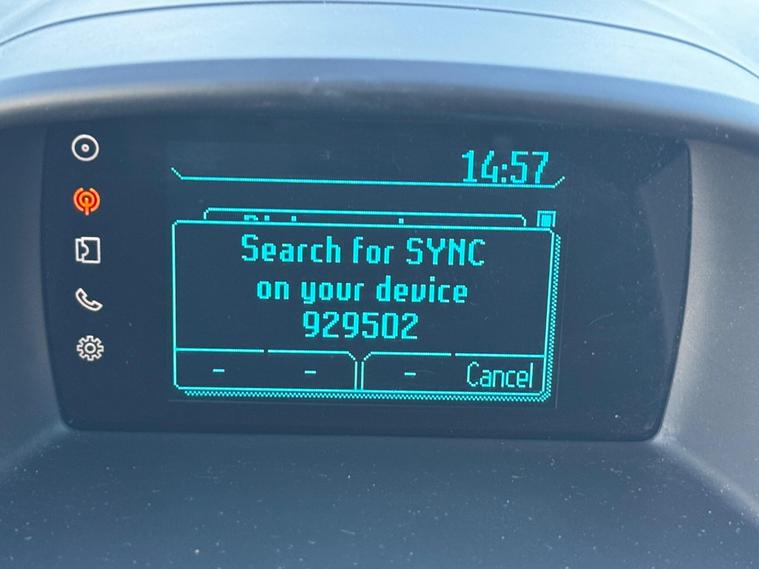 14:57
Search for SYNC
on your device
929502
- - - Cancel